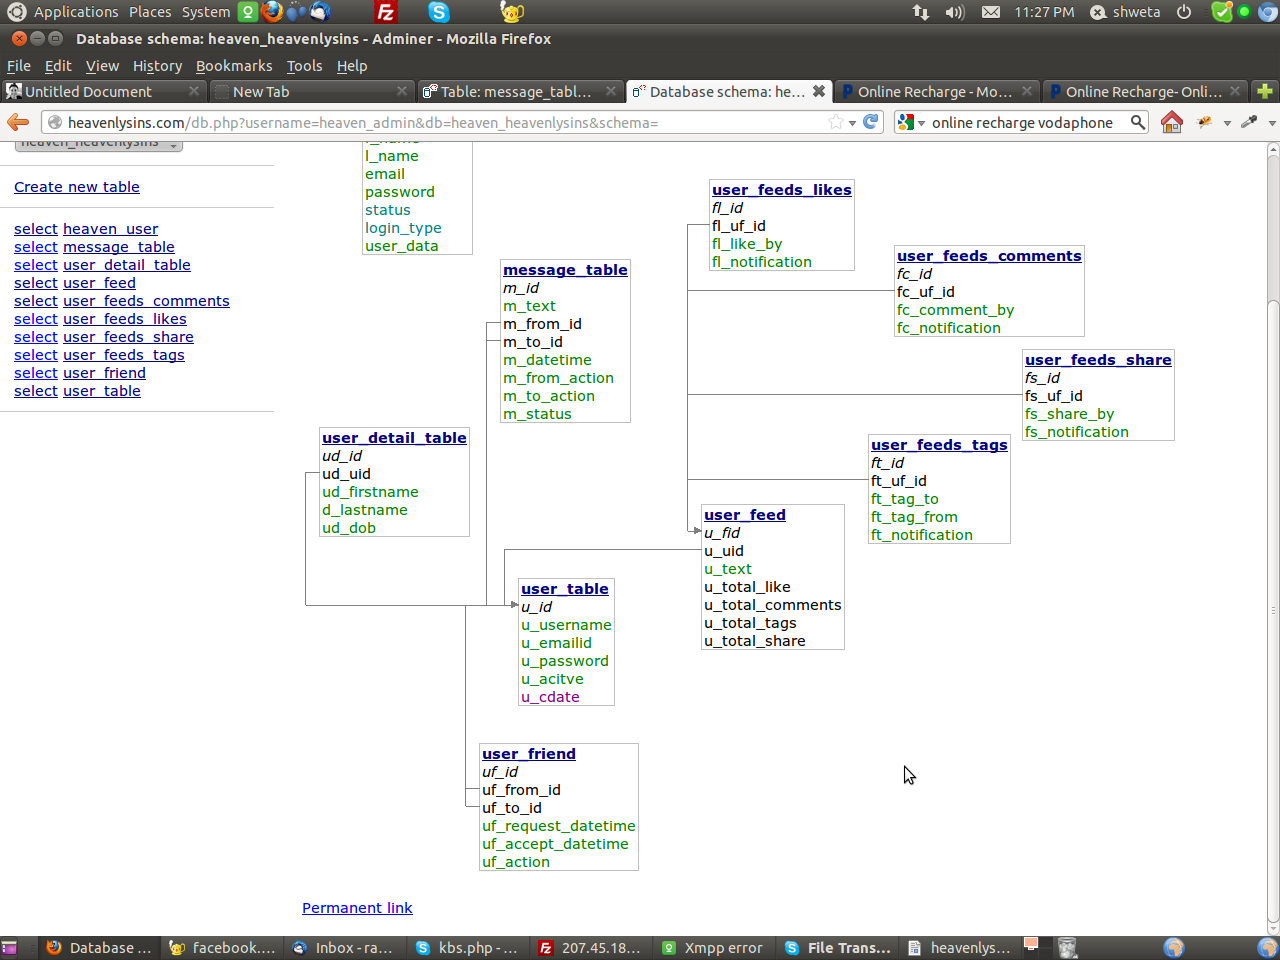 Applications Places System
11:27 PM shweta
Database schema: heaven_heavenlysins - Adminer - Mozilla Firefox
File Edit View History Bookmarks Tools Help
Untitled Document
New Tab
Table: message_tabl...
Database schema: he...
Online Recharge - Mo...
Online Recharge- Onli...
heavenlysins.com/db.php?username=heaven_admin&db=heaven_heavenlysins&schema=
online recharge vodaphone
heaven_heavenlysins
Create new table
select heaven_user
select message_table
select user_detail_table
select user_feed
select user_feeds_comments
select user_feeds_likes
select user_feeds_share
select user_feeds_tags
select user_friend
select user_table
l_name
email
password
status
login_type
user_data
message_table
m_id
m_text
m_from_id
m_to_id
m_datetime
m_from_action
m_to_action
m_status
user_feeds_likes
fl_id
fl_uf_id
fl_like_by
fl_notification
user_feeds_comments
fc_id
fc_uf_id
fc_comment_by
fc_notification
user_feeds_share
fs_id
fs_uf_id
fs_share_by
fs_notification
user_detail_table
ud_id
ud_uid
ud_firstname
d_lastname
ud_dob
user_feeds_tags
ft_id
ft_uf_id
ft_tag_to
ft_tag_from
ft_notification
user_feed
u_fid
u_uid
u_text
u_total_like
u_total_comments
u_total_tags
u_total_share
user_table
u_id
u_username
u_emailid
u_password
u_acitve
u_cdate
user_friend
uf_id
uf_from_id
uf_to_id
uf_request_datetime
uf_accept_datetime
uf_action
Permanent link
Database ...
facebook....
Inbox - ra...
kbs.php - ...
207.45.18...
Xmpp error
File Trans...
heavenlys...